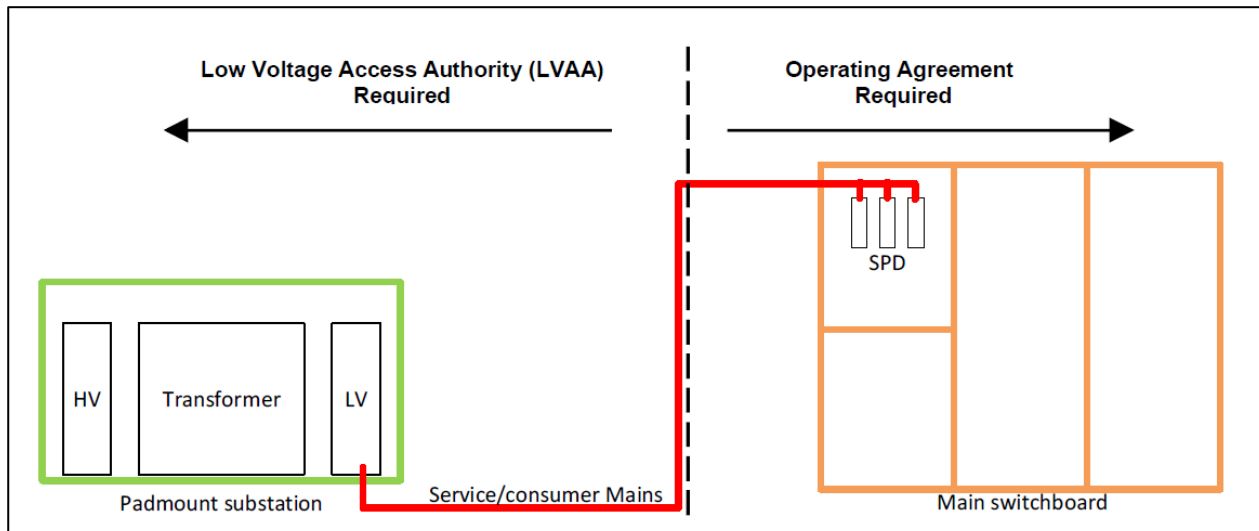 Low Voltage Access Authority (LVAA)
Required
Operating Agreement
Required
SPD
HV
Transformer
LV
Padmount substation
Service/consumer Mains
Main switchboard